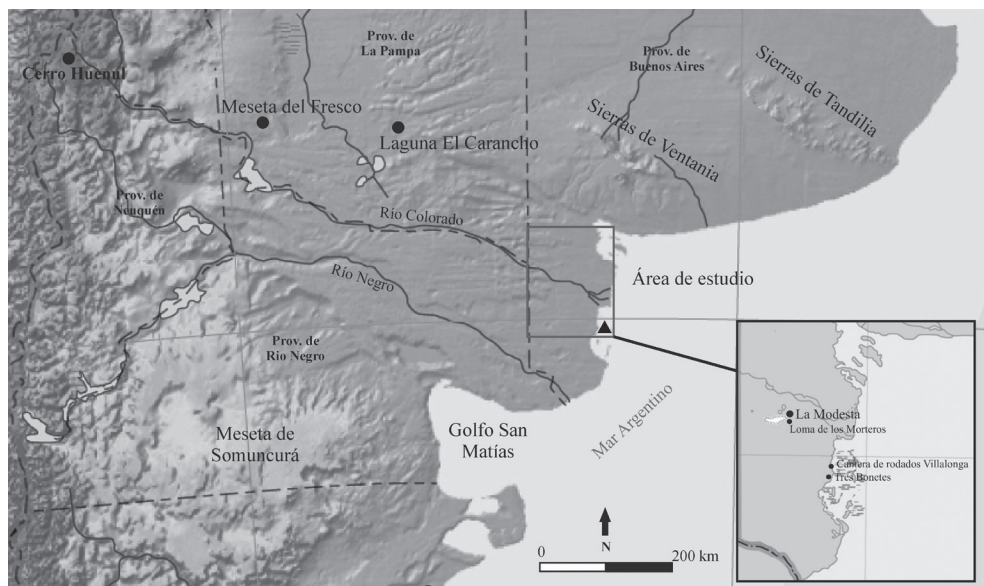 Prov. de
La Pampa
Prov. de
Buenos Aires
Sierras de Tandilia
Cerro Huenul
Meseta del Fresco
Sierras de Ventania
Laguna El Carancho
Prov. de
Neuquén
Río Colorado
Río Negro
Área de estudio
Prov. de
Rio Negro
Mar Argentino
La Modesta
Loma de los Morteros
Meseta de
Somuncurá
Golfo San
Matías
Cantera de rodados Villalonga
Tres Bonetes
N
0
200 km